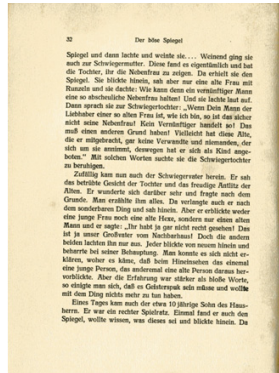 32 Der böse Spiegel
Spiegel und dann lachte und weinte sie.... Weinend ging sie
auch zur Schwiegermutter. Diese fand es eigentümlich und bat
die Tochter, ihr die Nebenfrau zu zeigen. Da erhielt sie den
Spiegel. Sie blickte hinein, sah aber nur eine alte Frau mit
Runzeln und sie dachte: Wie kann denn ein vernünftiger Mann
eine so abscheuliche Nebenfrau halten! Und sie lachte laut auf.
Dann sprach sie zur Schwiegertochter: „Wenn Dein Mann der
Liebhaber einer so alten Frau ist, wie ich bin, so ist das sicher
nicht seine Nebenfrau! Kein Vernünftiger handelt so! Das
muß einen anderen Grund haben! Vielleicht hat diese Alte,
die er mitgebracht, gar keine Verwandte und niemanden, der
sich um sie annimmt, deswegen hat er sich als Kind ange-
boten.“ Mit solchen Worten suchte sie die Schwiegertochter
zu beruhigen.
Zufällig kam nun auch der Schwiegervater herein. Er sah
das betrübte Gesicht der Tochter und das freudige Antlitz der
Alten. Er wunderte sich darüber sehr und fragte nach dem
Grunde. Man erzählte ihm alles. Da verlangte auch er nach
dem sonderbaren Ding und sah hinein. Aber er erblickte weder
eine junge Frau noch eine alte Hexe, sondern nur einen alten
Mann und er sagte: „Ihr habt ja gar nicht recht gesehen! Das
ist ja unser Großvater vom Nachbarhaus! Doch die andern
beiden lachten ihn nur aus. Jeder blickte von neuem hinein und
beharrte bei seiner Behauptung. Man konnte es sich nicht er-
klären, woher es käme, daß beim Hineinsehen das einemal
eine junge Person, das anderemal eine alte Person daraus her-
vorblickte. Aber die Erfahrung war stärker als bloße Worte,
so einigte man sich, daß es Geisterspuk sein müsse und wollte
mit dem Ding nichts mehr zu tun haben.
Eines Tages kam auch der etwa 10 jährige Sohn des Haus-
herrn. Er war ein rechter Spielratz. Einmal fand er auch den
Spiegel, wollte wissen, was dieses sei und blickte hinein. Da